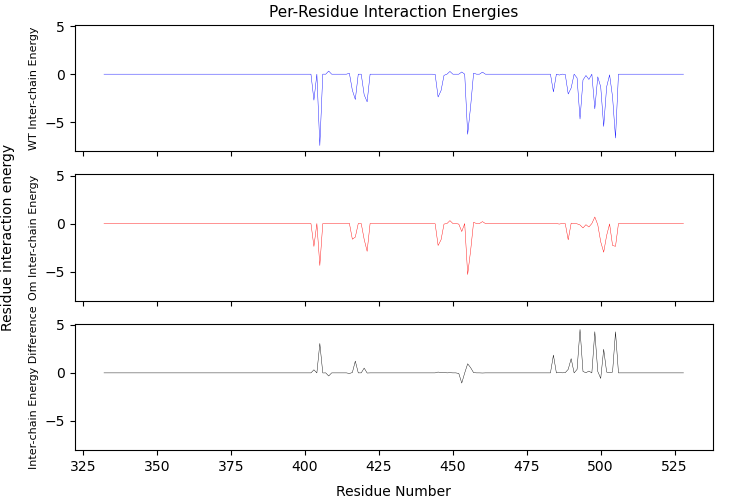 Per-Residue Interaction Energies
Residue interaction energy
WT Inter-chain Energy
5
0
−5
Om Inter-chain Energy
5
0
−5
Inter-chain Energy Difference
5
0
−5
325 350 375 400 425 450 475 500 525
Residue Number